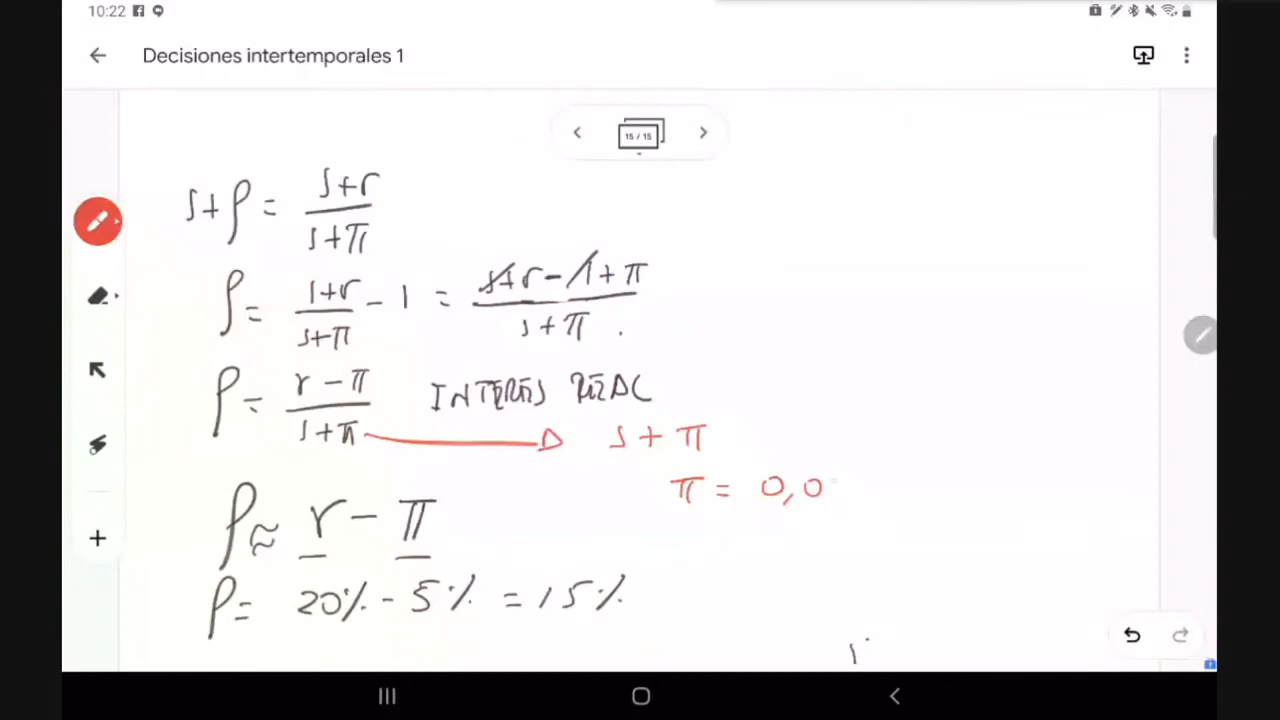 10:22
Decisiones intertemporales 1
15 / 15
1+ρ = (1+r)/(1+π)
ρ = (1+r)/(1+π) - 1 = (1+r-1+π)/(1+π) .
ρ = (r-π)/(1+π) INTERES REAL
1+π
π = 0,0
ρ ≈ r - π
ρ = 20% - 5% = 15%